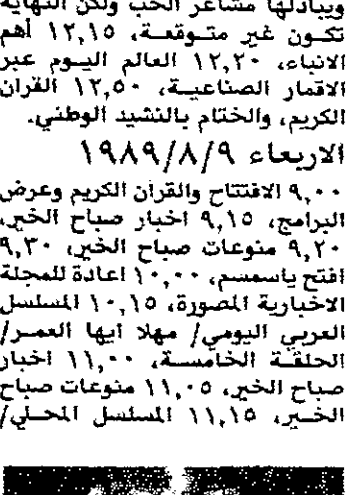 ويبادلها مشاعر الحب ولكن النهاية
تكون غير متوقعة، ١٢,١٥ اهم
الانباء، ١٢,٢٠ العالم اليوم عبر
الاقمار الصناعية، ١٢,٥٠ القران
الكريم، والختام بالنشيد الوطني.
الاربعاء ١٩٨٩/٨/٩
٩,٠٠ الافتتاح والقران الكريم وعرض
البرامج، ٩,١٥ اخبار صباح الخير،
٩,٢٠ منوعات صباح الخير، ٩,٣٠
افتح ياسمسم، ١٠,٠٠ اعادة للمجلة
الاخبارية المصورة، ١٠,١٥ المسلسل
العربي اليومي/ مهلا ايها العمر/
الحلقة الخامسة، ١١,٠٠ اخبار
صباح الخير، ١١,٠٥ منوعات صباح
الخير، ١١,١٥ المسلسل المحلي/